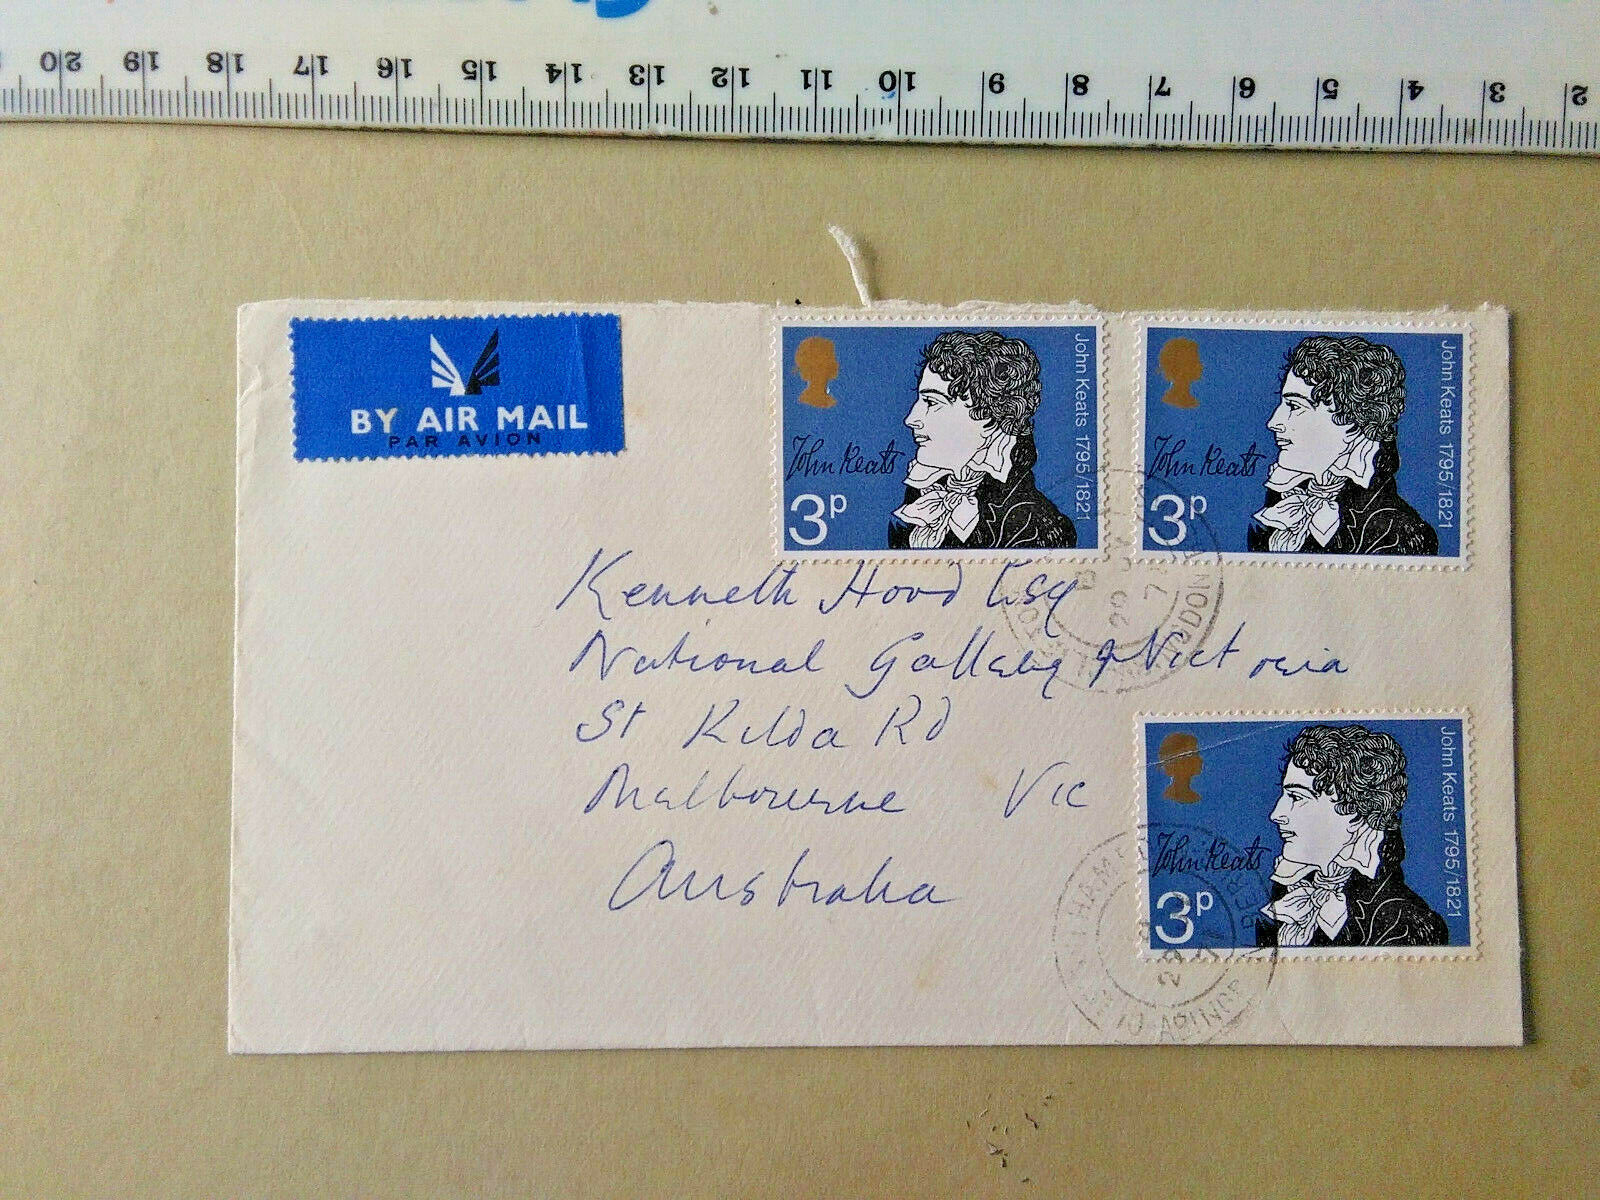 20 19 18 17 16 15 14 13 12 11 10 9 8 7 6 5 4 3 2
BY AIR MAIL
PAR AVION
John Keats
3p
John Keats 1795/1821
John Keats
3p
John Keats 1795/1821
Kenneth Hood Esq
National Gallery of Victoria
St Kilda Rd
Melbourne Vic
Australia
John Keats
3p
John Keats 1795/1821
LONDON